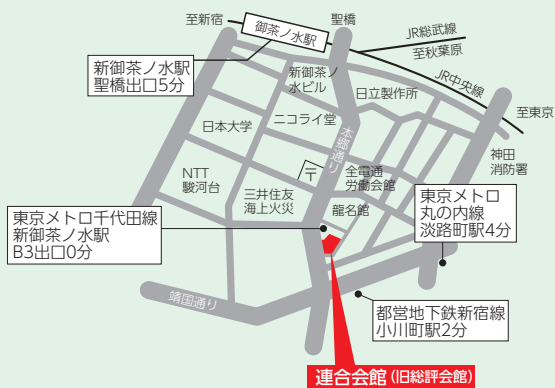 至新宿
御茶ノ水駅
聖橋
JR総武線
至秋葉原
JR中央線
至東京
新御茶ノ水駅
聖橋出口5分
新御茶ノ
水ビル
日立製作所
日本大学
ニコライ堂
本郷通り
神田
消防署
NTT
駿河台
三井住友
海上火災
〒
全電通
労働会館
龍名館
東京メトロ
丸の内線
淡路町駅4分
東京メトロ千代田線
新御茶ノ水駅
B3出口0分
靖国通り
都営地下鉄新宿線
小川町駅2分
連合会館(旧総評会館)